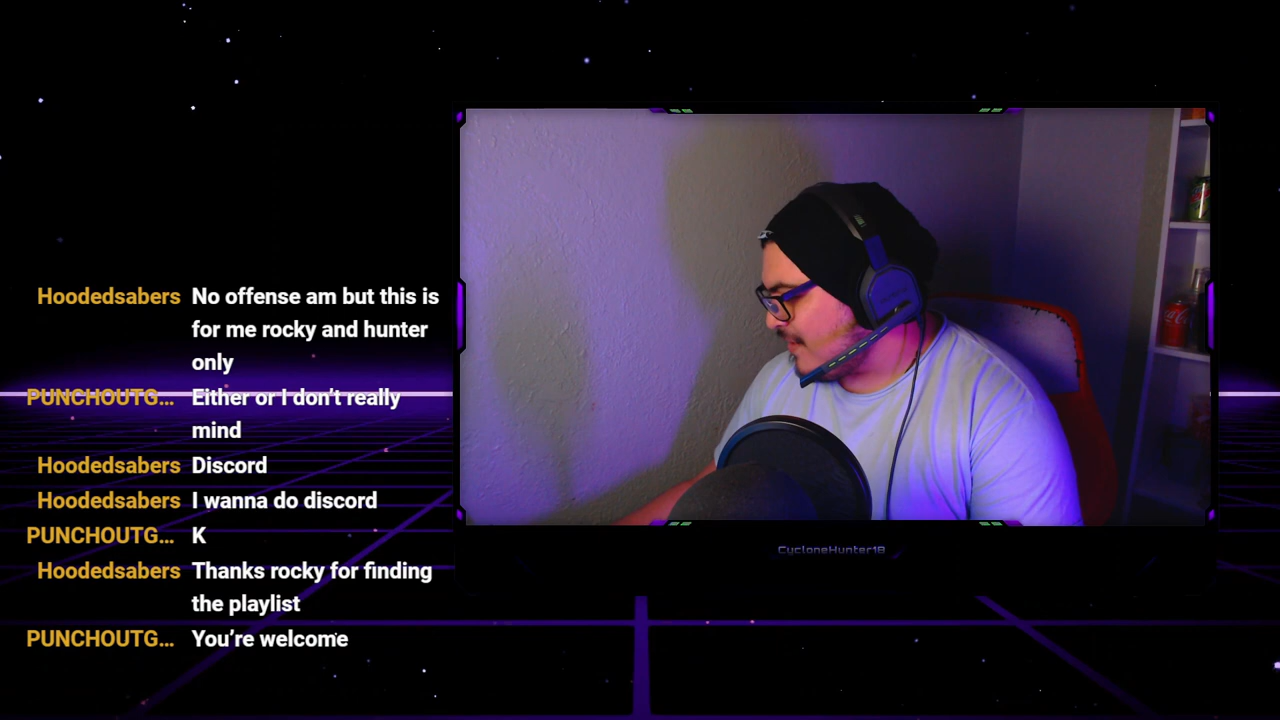 Hoodedsabers No offense am but this is
for me rocky and hunter
only
PUNCHOUTG... Either or I don’t really
mind
Hoodedsabers Discord
Hoodedsabers I wanna do discord
PUNCHOUTG... K
Hoodedsabers Thanks rocky for finding
the playlist
PUNCHOUTG... You’re welcome
CycloneHunter18